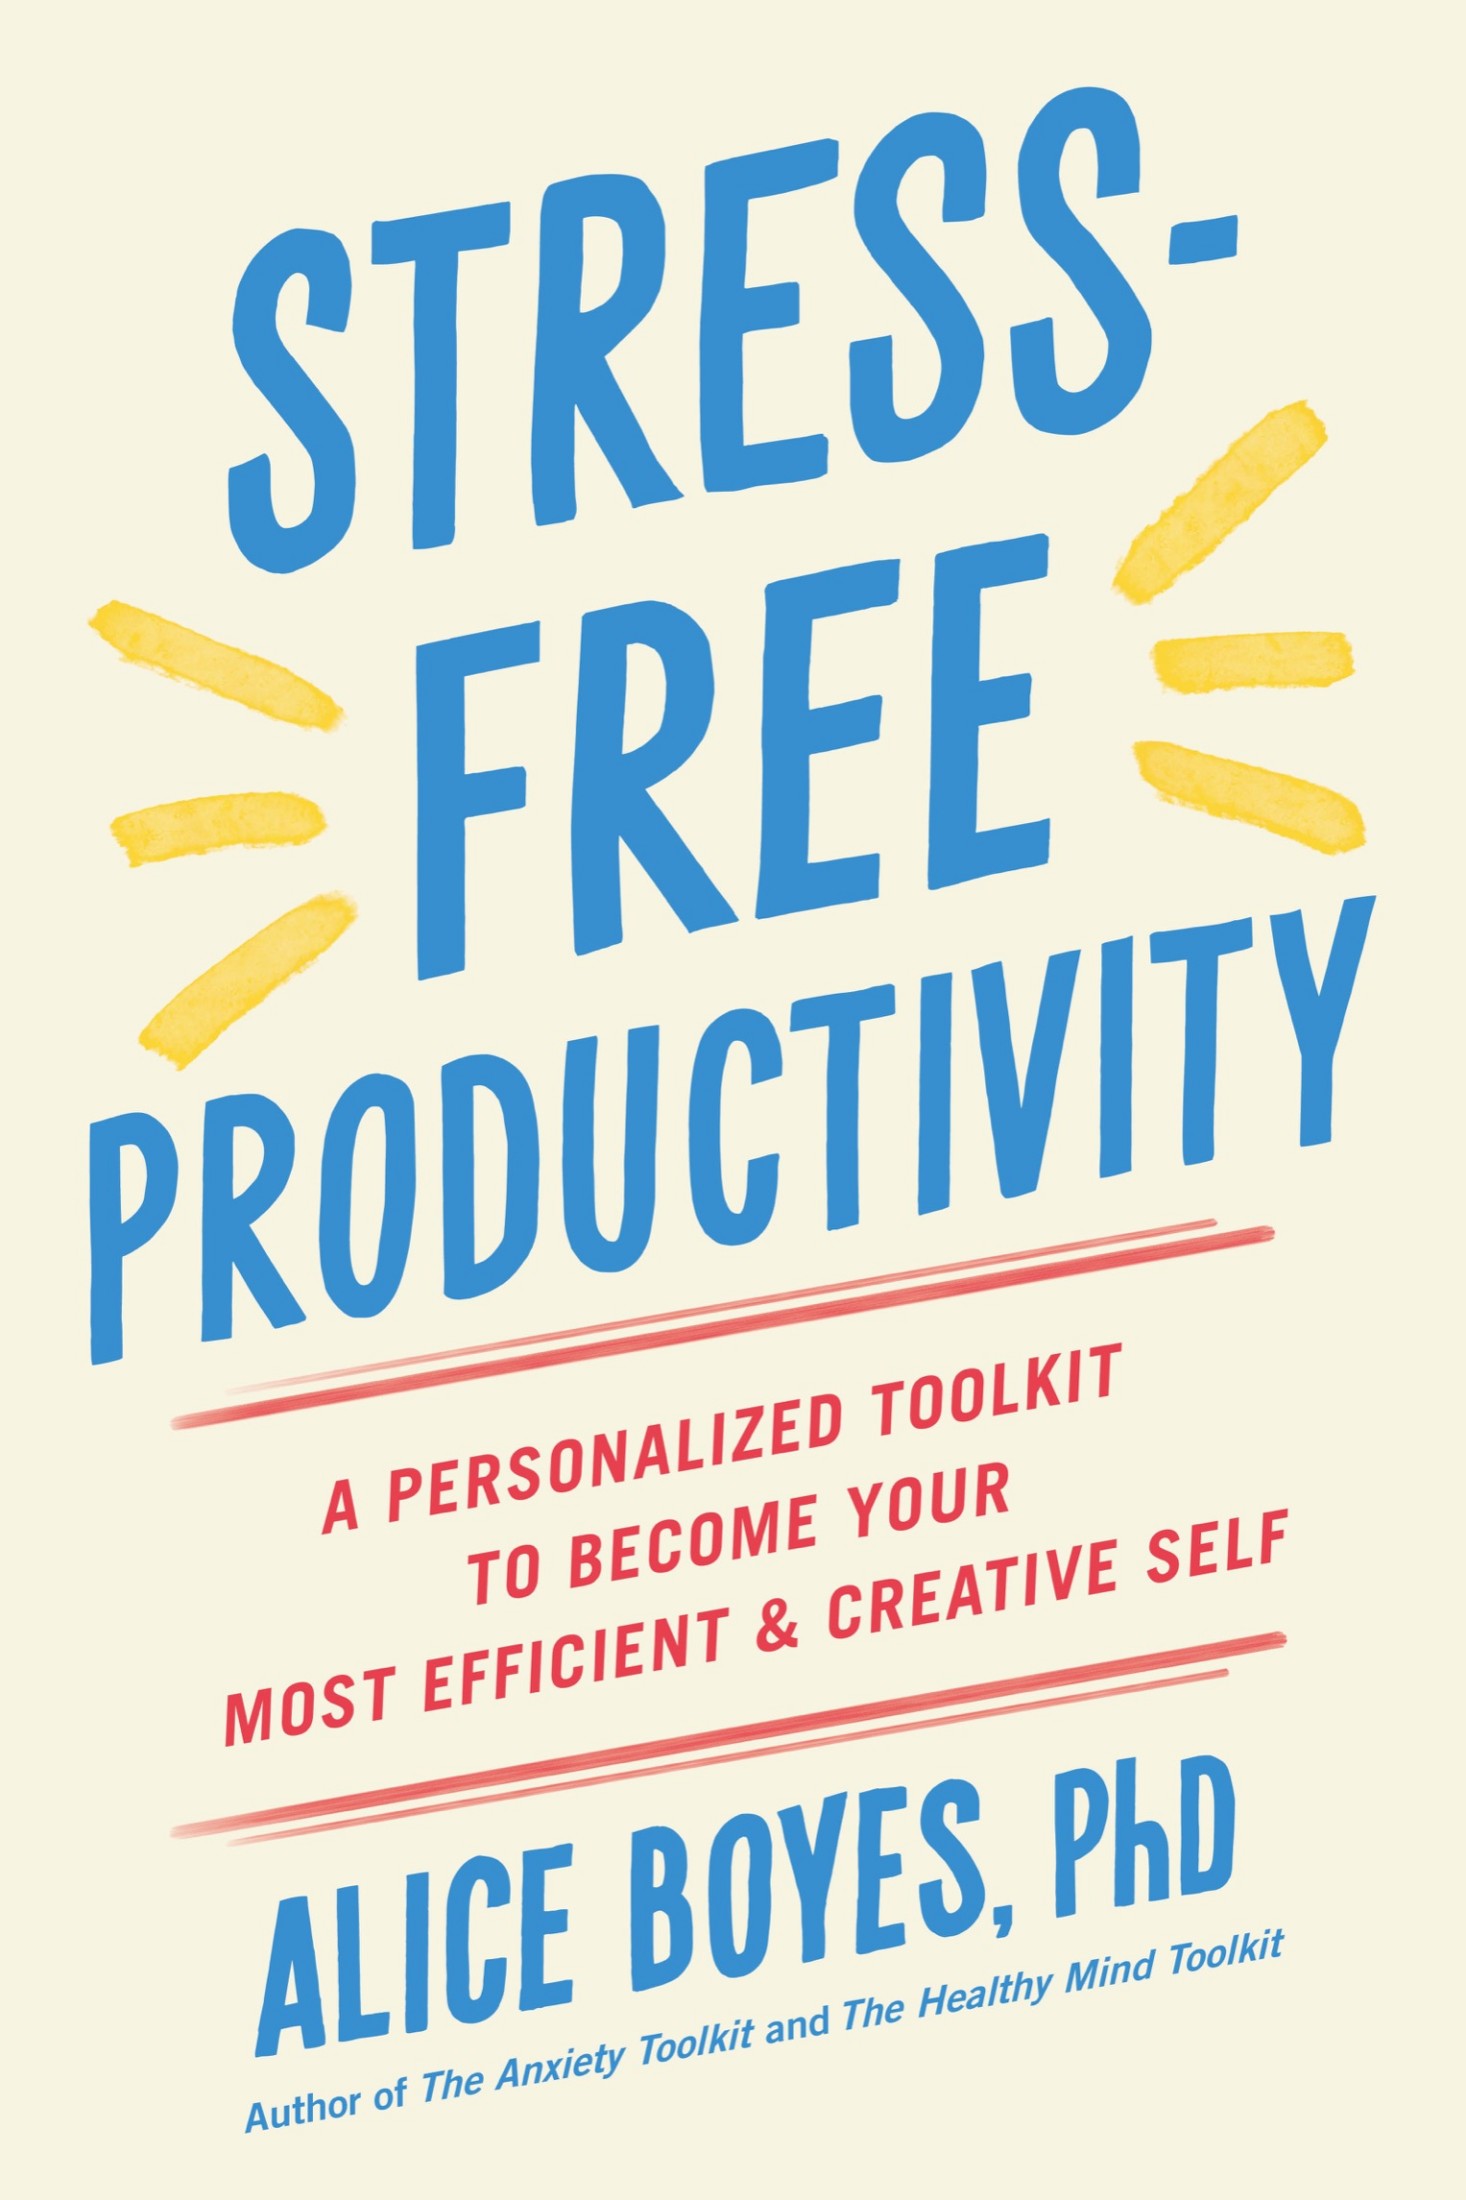 STRESS-
FREE
PRODUCTIVITY
A PERSONALIZED TOOLKIT
TO BECOME YOUR
MOST EFFICIENT & CREATIVE SELF
ALICE BOYES, PhD
Author of The Anxiety Toolkit and The Healthy Mind Toolkit